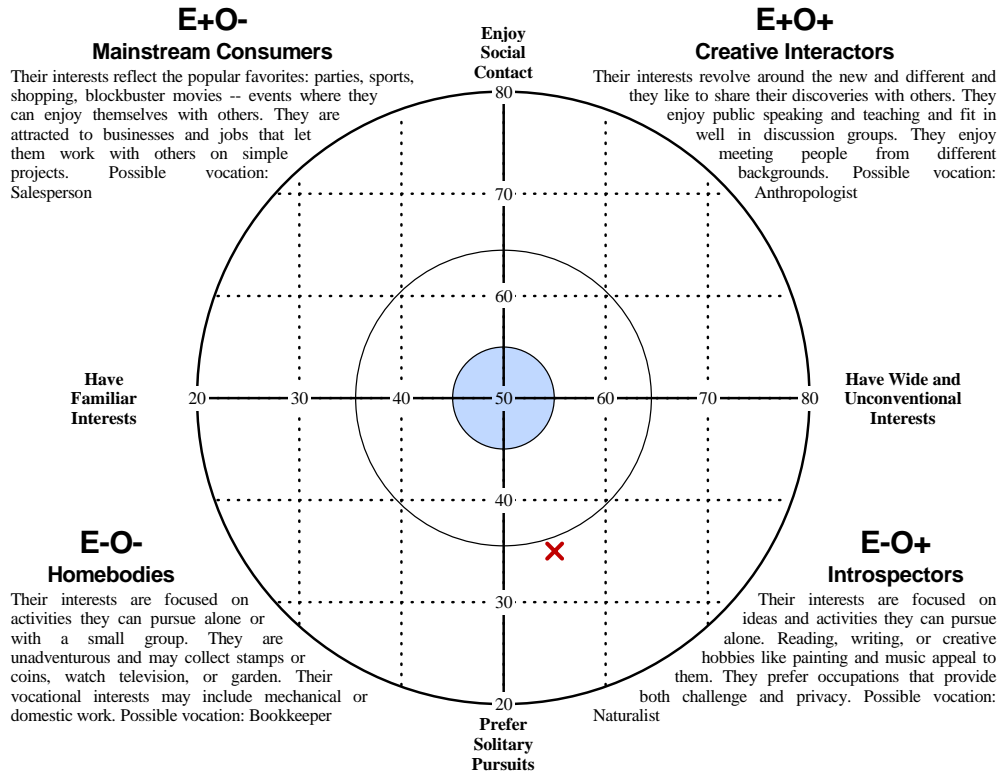 E+O-
Mainstream Consumers
Their interests reflect the popular favorites: parties, sports,
shopping, blockbuster movies -- events where they
can enjoy themselves with others. They are
attracted to businesses and jobs that let
them work with others on simple
projects. Possible vocation:
Salesperson
Enjoy
Social
Contact
E+O+
Creative Interactors
Their interests revolve around the new and different and
they like to share their discoveries with others. They
enjoy public speaking and teaching and fit in
well in discussion groups. They enjoy
meeting people from different
backgrounds. Possible vocation:
Anthropologist
80
70
60
Have
Familiar
Interests
20 30 40 50 60 70 80
Have Wide and
Unconventional
Interests
40
30
20
E-O-
Homebodies
Their interests are focused on
activities they can pursue alone or
with a small group. They are
unadventurous and may collect stamps or
coins, watch television, or garden. Their
vocational interests may include mechanical or
domestic work. Possible vocation: Bookkeeper
Prefer
Solitary
Pursuits
E-O+
Introspectors
Their interests are focused on
ideas and activities they can pursue
alone. Reading, writing, or creative
hobbies like painting and music appeal to
them. They prefer occupations that provide
both challenge and privacy. Possible vocation:
Naturalist